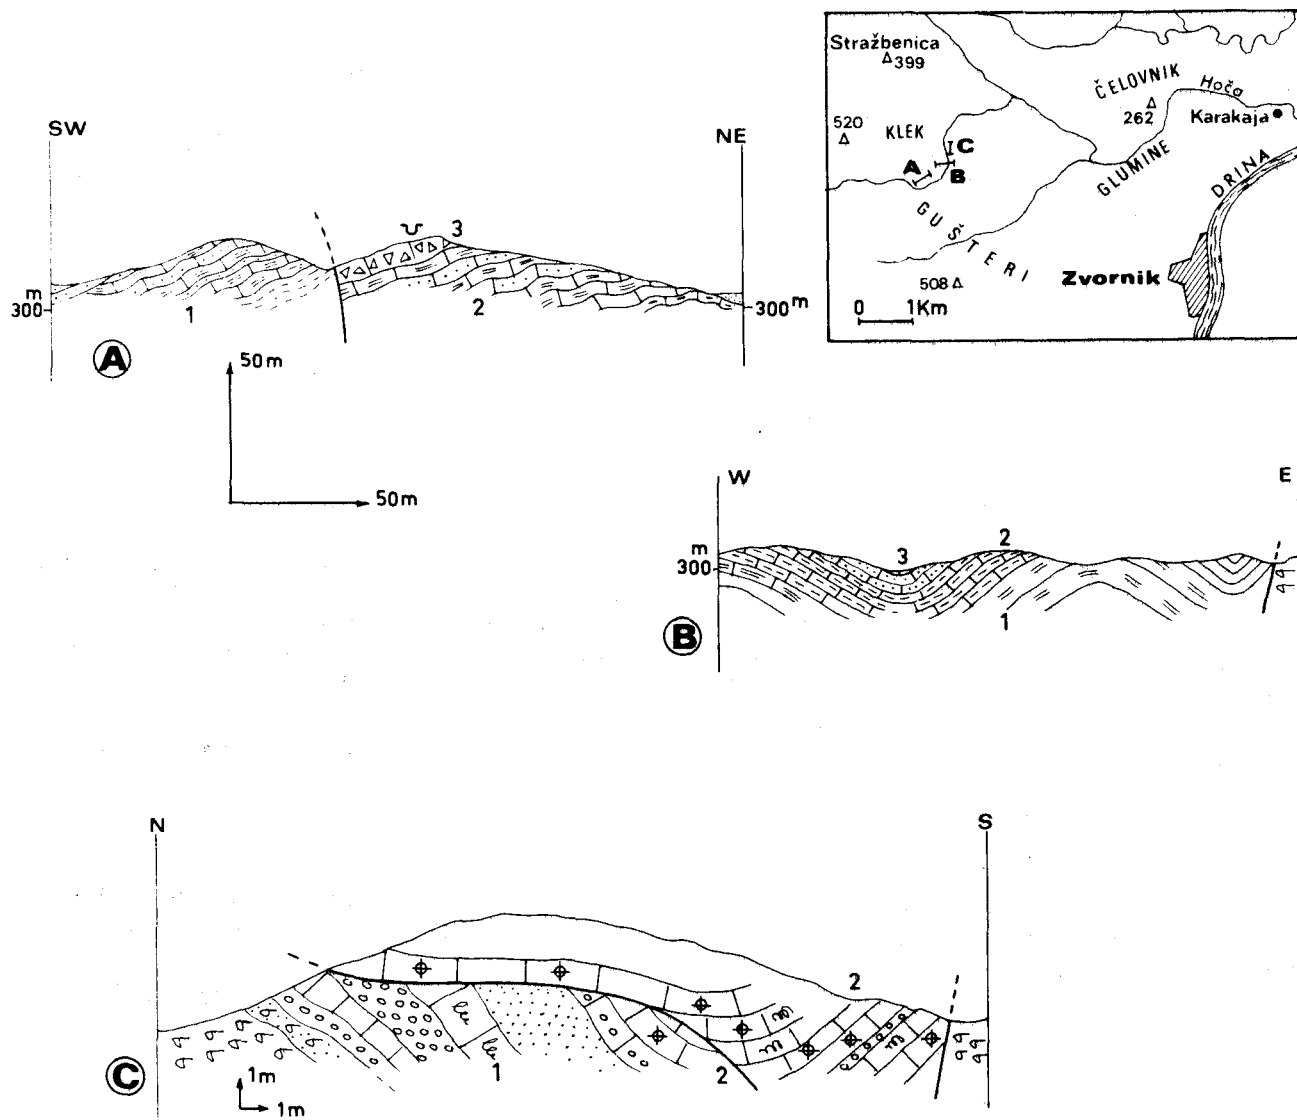 SW
NE
3
m
300
1
2
300 m
A
50m
50m
Stražbenica
399
ČELOVNIK
Hoča
262
Karakaja
520
KLEK
C
A
B
GLUMINE
DRINA
GUŠTERI
508
Zvornik
0 1Km
W
E
m
300
3
2
1
B
N
S
2
1
2
C
1m
1m